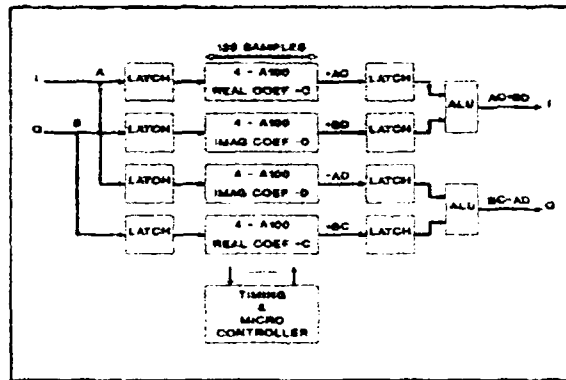 128 SAMPLES
I
A
LATCH
4 - A100
REAL COEF -C
LATCH
ALU
AC+BD
I
Q
B
LATCH
4 - A100
IMAG COEF -D
+BD
LATCH
LATCH
4 - A100
IMAG COEF -D
-AD
LATCH
ALU
BC-AD
Q
LATCH
4 - A100
REAL COEF -C
+BC
LATCH
TIMING
&
MICRO
CONTROLLER